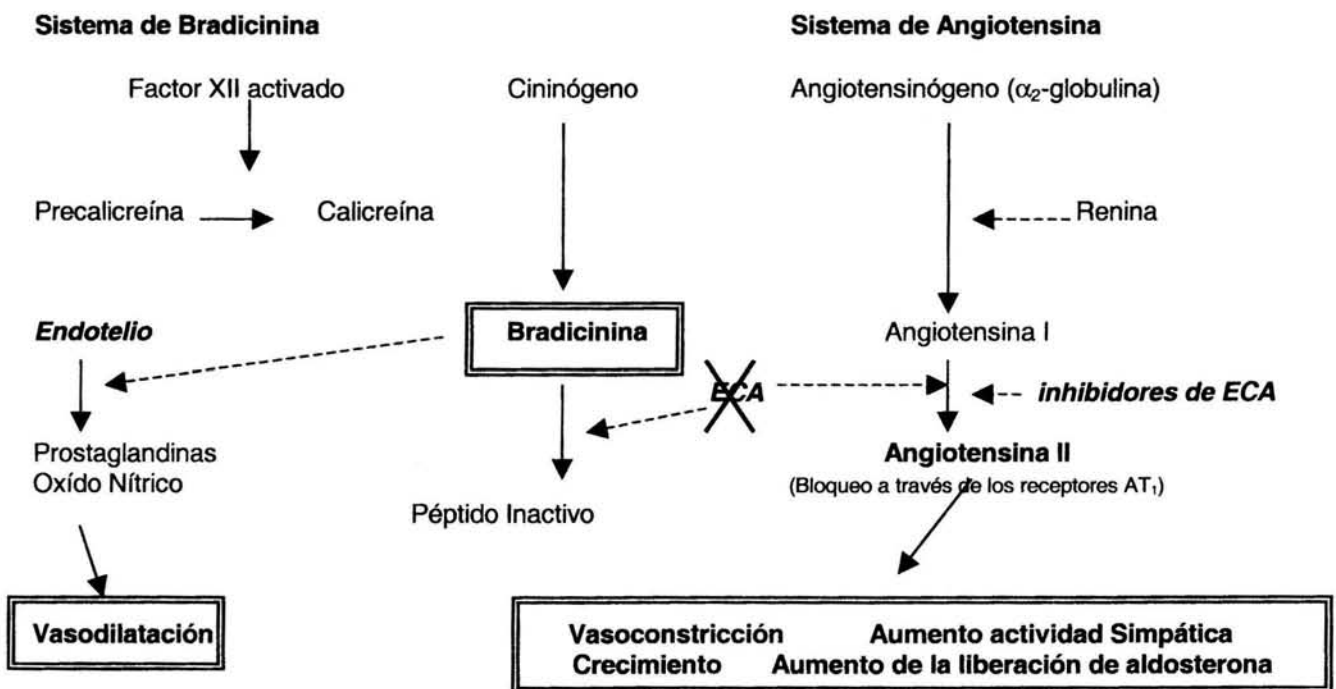 Sistema de Bradicinina
Sistema de Angiotensina
Factor XII activado
Cininógeno
Angiotensinógeno (α₂-globulina)
Precalicreína
Calicreína
Renina
Endotelio
Bradicinina
Angiotensina I
ECA
inhibidores de ECA
Prostaglandinas
Oxído Nítrico
Angiotensina II
(Bloqueo a través de los receptores AT₁)
Péptido Inactivo
Vasodilatación
Vasoconstricción Aumento actividad Simpática
Crecimiento Aumento de la liberación de aldosterona